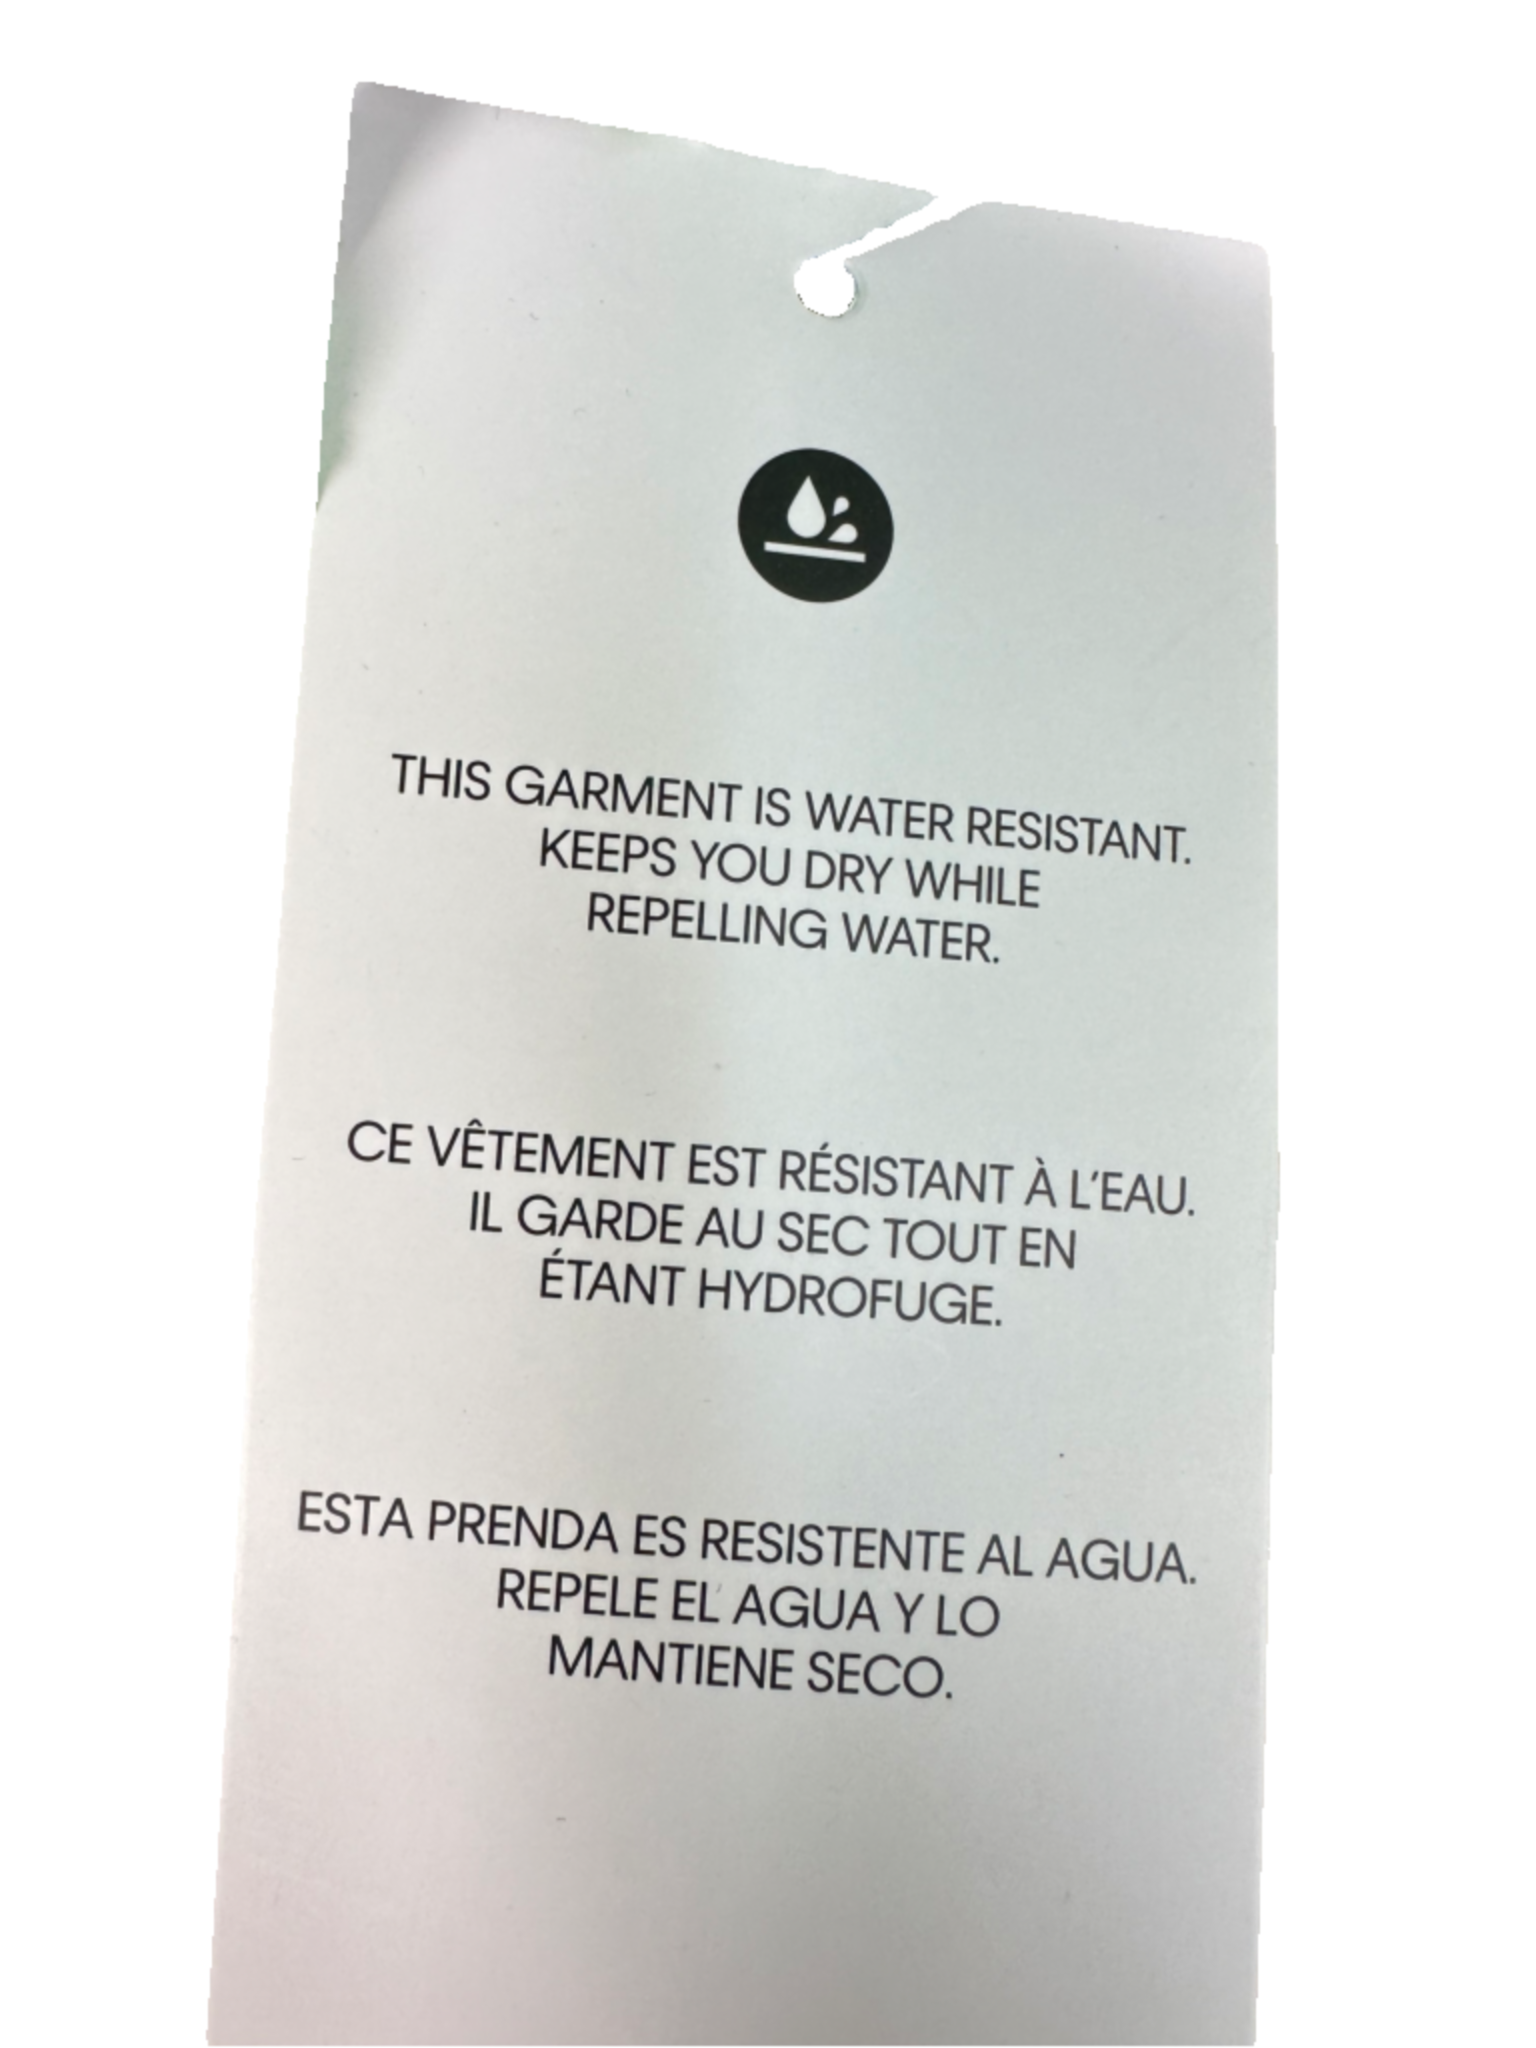 THIS GARMENT IS WATER RESISTANT.
KEEPS YOU DRY WHILE
REPELLING WATER.
CE VÊTEMENT EST RÉSISTANT À L'EAU.
IL GARDE AU SEC TOUT EN
ÉTANT HYDROFUGE.
ESTA PRENDA ES RESISTENTE AL AGUA.
REPELE EL AGUA Y LO
MANTIENE SECO.